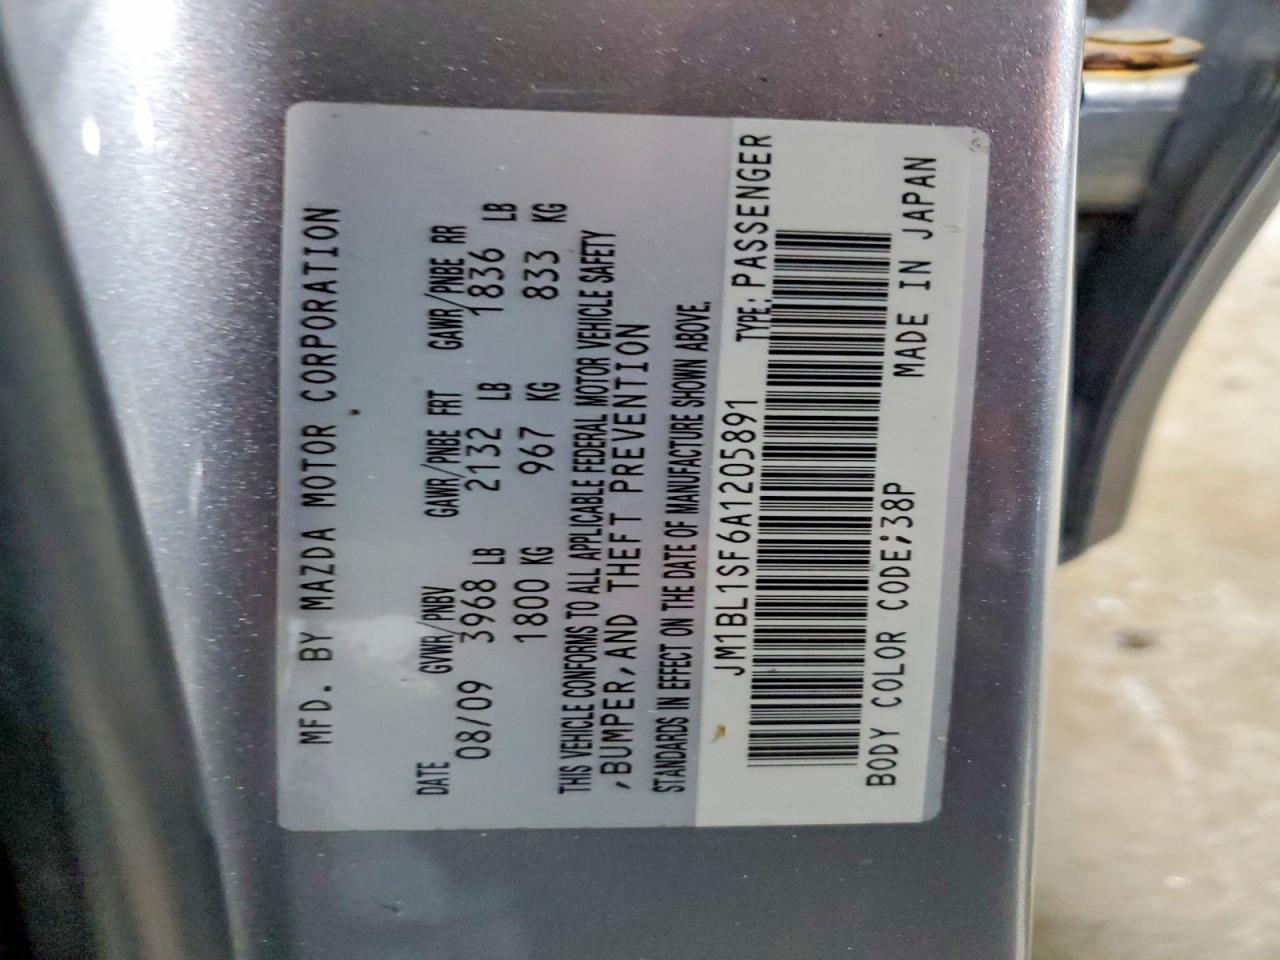 MFD. BY MAZDA MOTOR CORPORATION
DATE GVWR/PNBV GAWR/PNBE FRT GAWR/PNBE RR
08/09 3968 LB 2132 LB 1836 LB
1800 KG 967 KG 833 KG
THIS VEHICLE CONFORMS TO ALL APPLICABLE FEDERAL MOTOR VEHICLE SAFETY
,BUMPER,AND THEFT PREVENTION
STANDARDS IN EFFECT ON THE DATE OF MANUFACTURE SHOWN ABOVE.
JM1BL1SF6A1205891 TYPE: PASSENGER
BODY COLOR CODE;38P MADE IN JAPAN